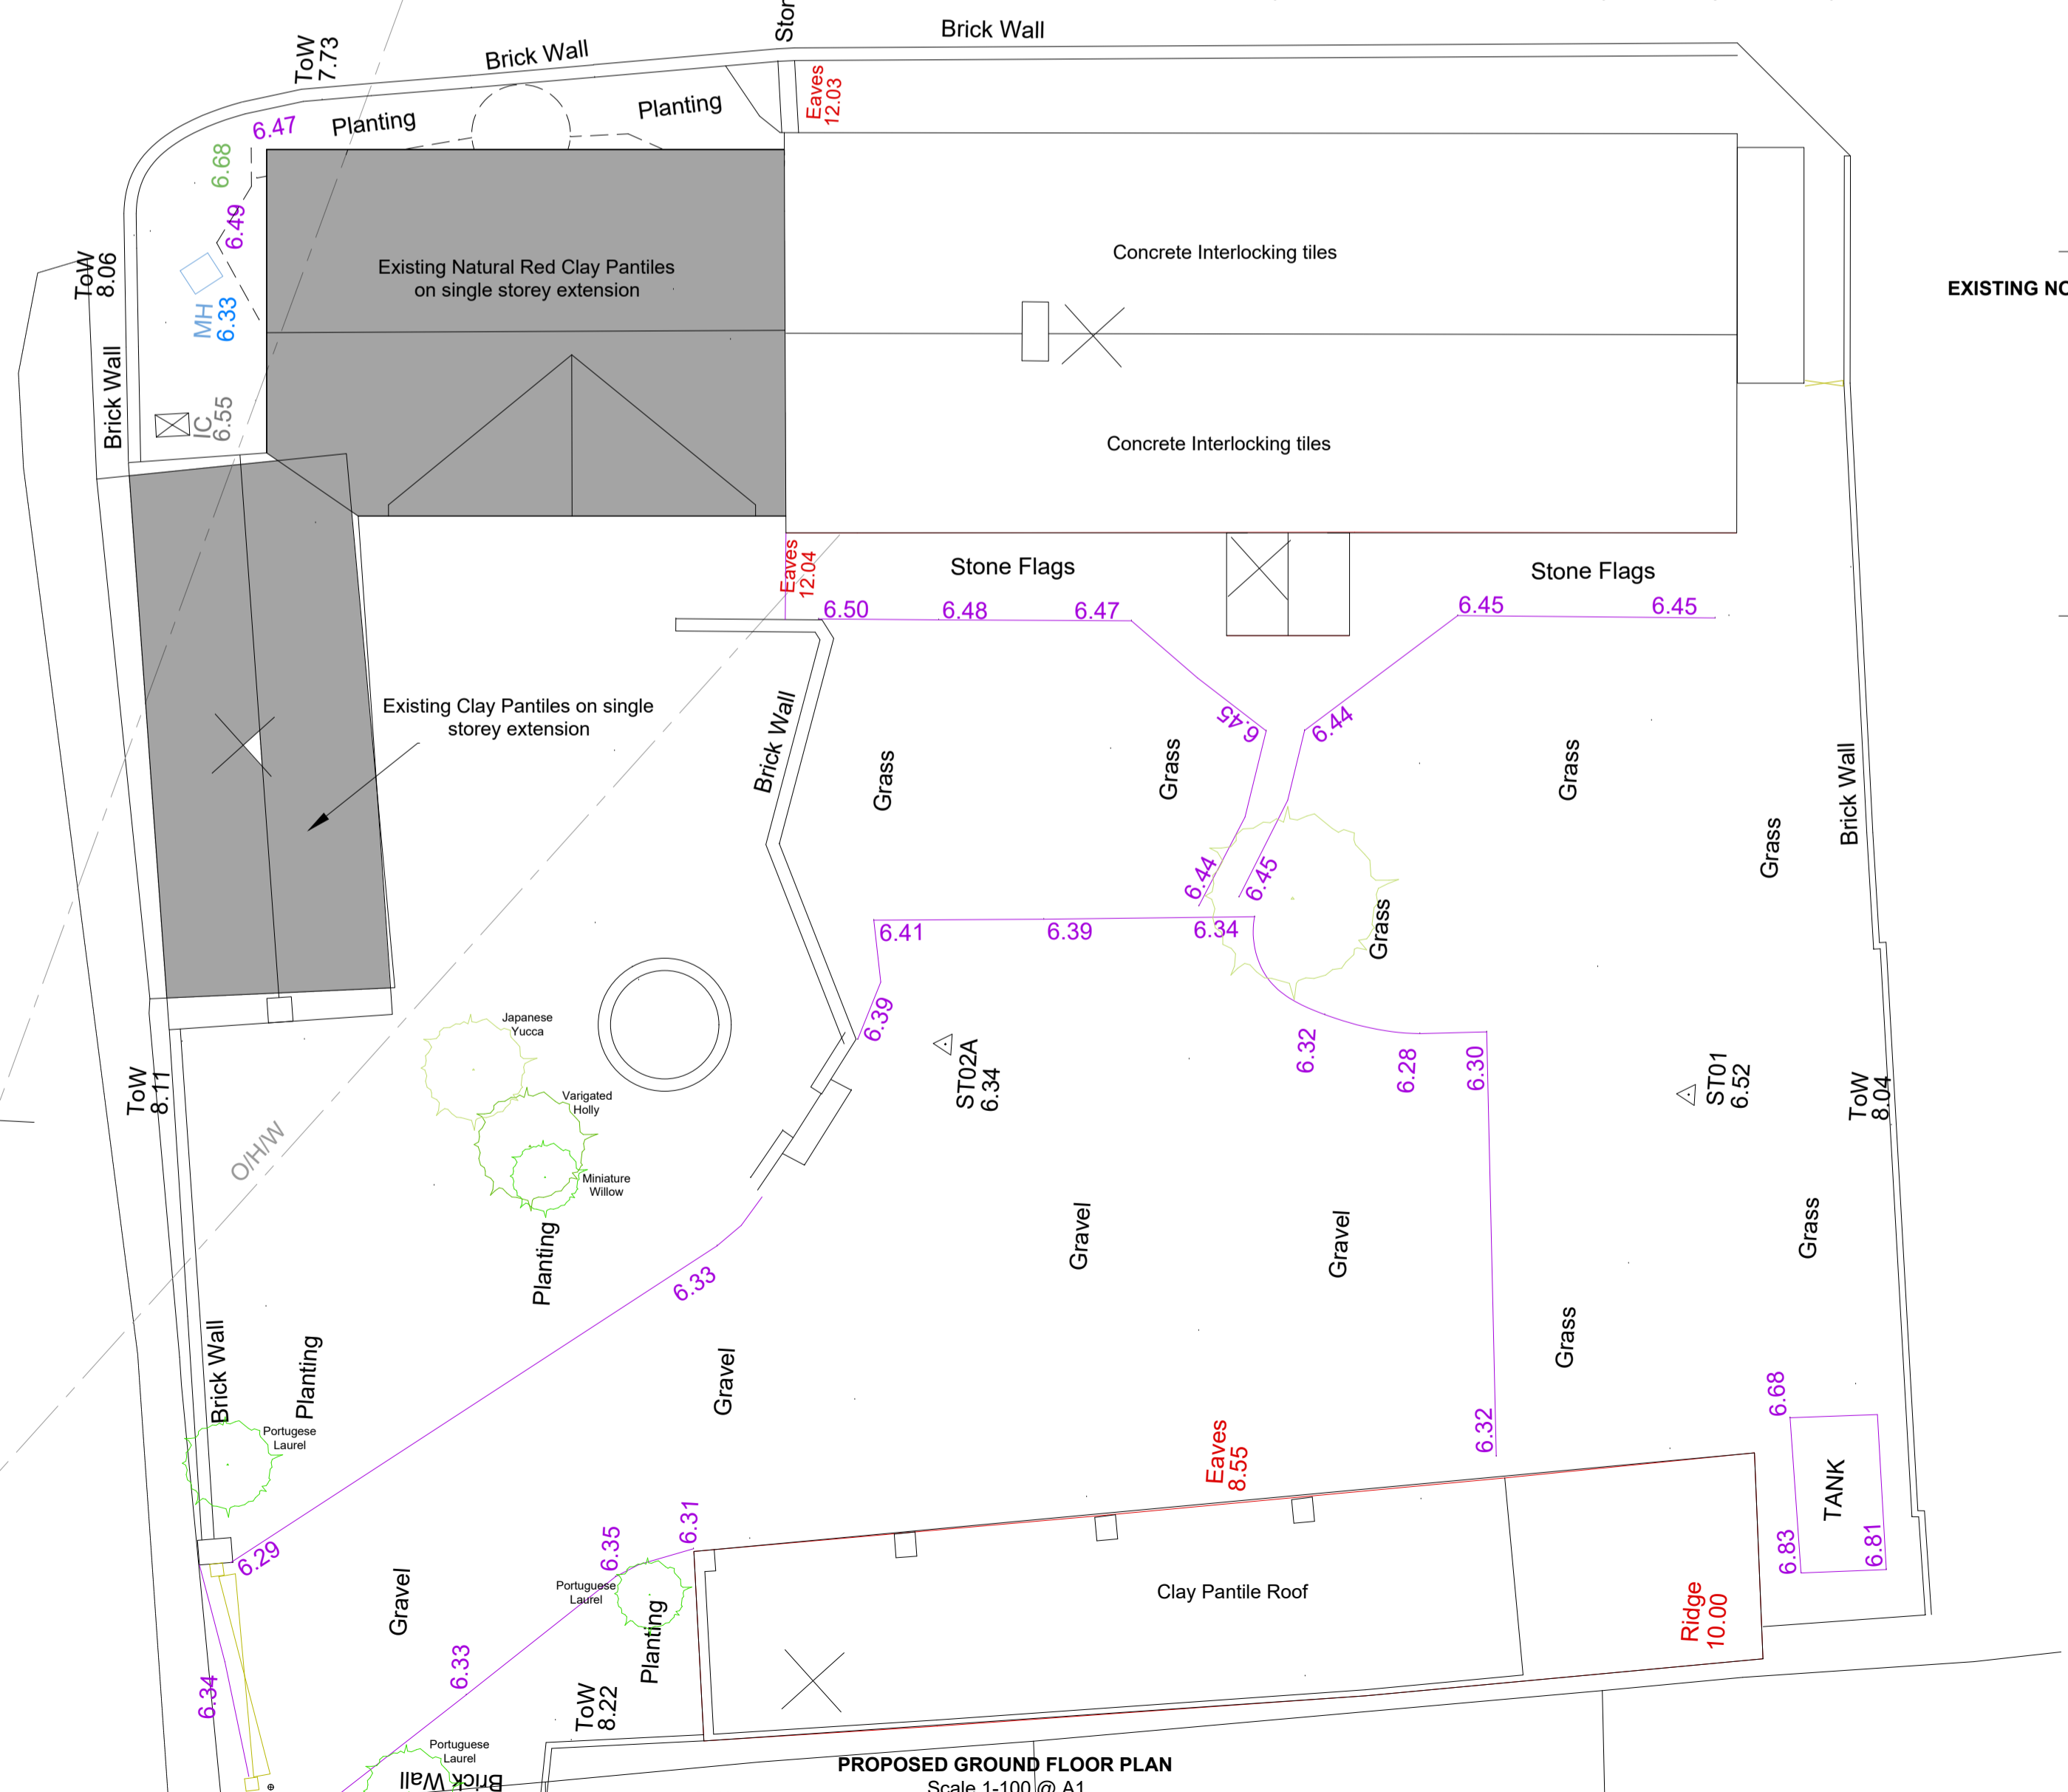 Brick Wall
Brick Wall
Stor
ToW
7.73
Eaves
12.03
Planting
Planting
6.47
6.68
6.49
ToW
8.06
MH
6.33
Existing Natural Red Clay Pantiles
on single storey extension
Concrete Interlocking tiles
EXISTING NO
Brick Wall
IC
6.55
Concrete Interlocking tiles
Eaves
12.04
Stone Flags
Stone Flags
6.50
6.48
6.47
6.45
6.45
6.45
6.44
Existing Clay Pantiles on single
storey extension
Brick Wall
Grass
Grass
Grass
Grass
Brick Wall
6.44
6.45
6.41
6.39
6.34
Grass
6.39
Japanese
Yucca
6.32
6.28
6.30
ST02A
6.34
ST01
6.52
ToW
8.04
ToW
8.11
Varigated
Holly
O/H/W
Miniature
Willow
Planting
Gravel
Gravel
Grass
6.33
Brick Wall
Planting
Gravel
Grass
Portugese
Laurel
6.68
6.32
Eaves
8.55
TANK
6.83
6.81
6.29
6.35
6.31
Gravel
Portuguese
Laurel
Planting
Clay Pantile Roof
Ridge
10.00
6.33
6.34
ToW
8.22
Portuguese
Laurel
Brick Wall
PROPOSED GROUND FLOOR PLAN
Scale 1-100 @ A1